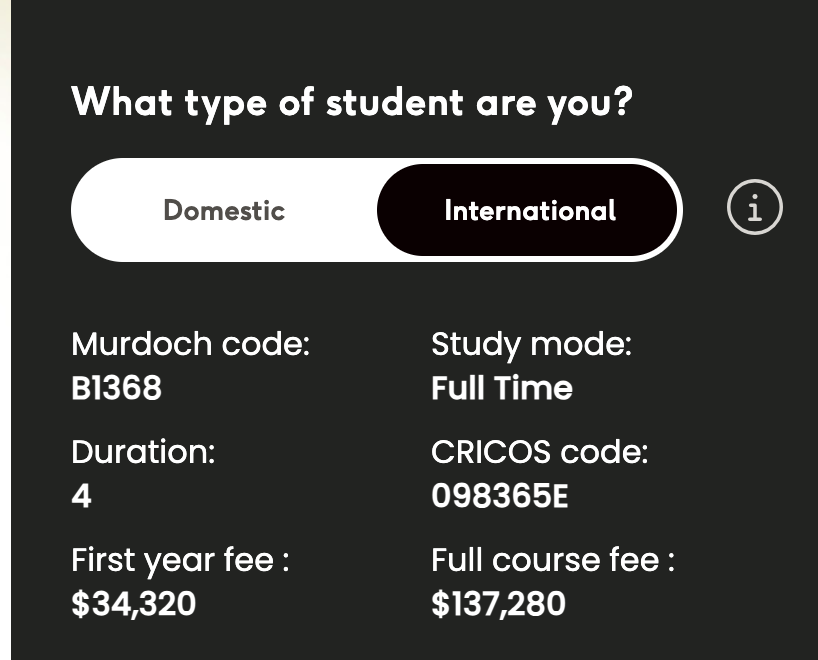 What type of student are you?
Domestic International
i
Murdoch code: Study mode:
B1368 Full Time
Duration: CRICOS code:
4 098365E
First year fee : Full course fee :
$34,320 $137,280